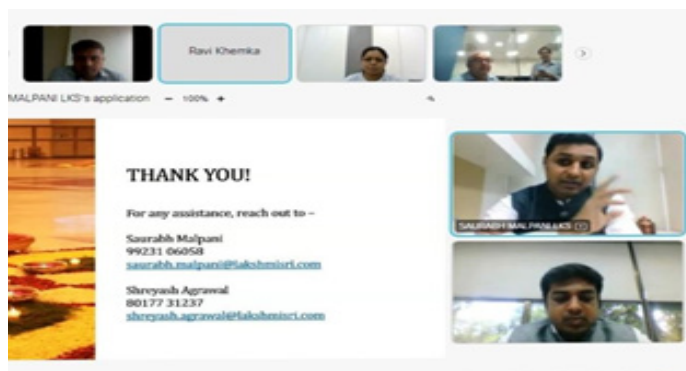 Ravi Khemka
MALPANI LKS's application − 100% +
THANK YOU!
For any assistance, reach out to –
Saurabh Malpani
99231 06058
saurabh.malpani@lakshmisri.com
Shreyash Agrawal
80177 31237
shreyash.agrawal@lakshmisri.com
SAURABH MALPANI LKS